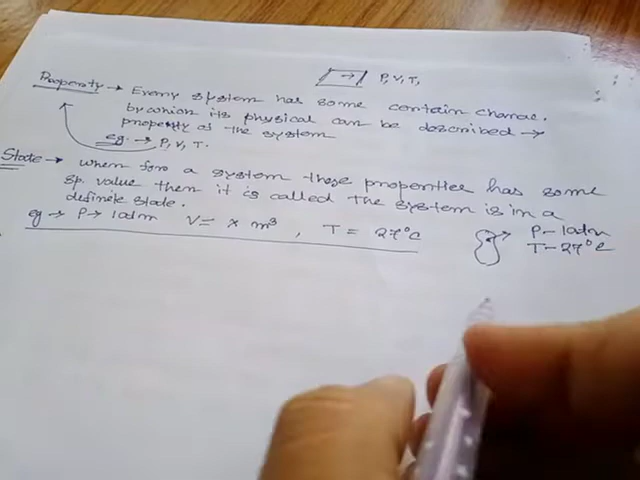 P, V, T,
Property → Every system has some contain charac.
by which its physical can be described →
property of the system
eg. → P, V, T.
State → When for a system these properties has some
sp. value then it is called the system is in a
definite state.
eg → P → 1 atm V = x m³ , T = 27°C
P - 1 atm
T - 27°C